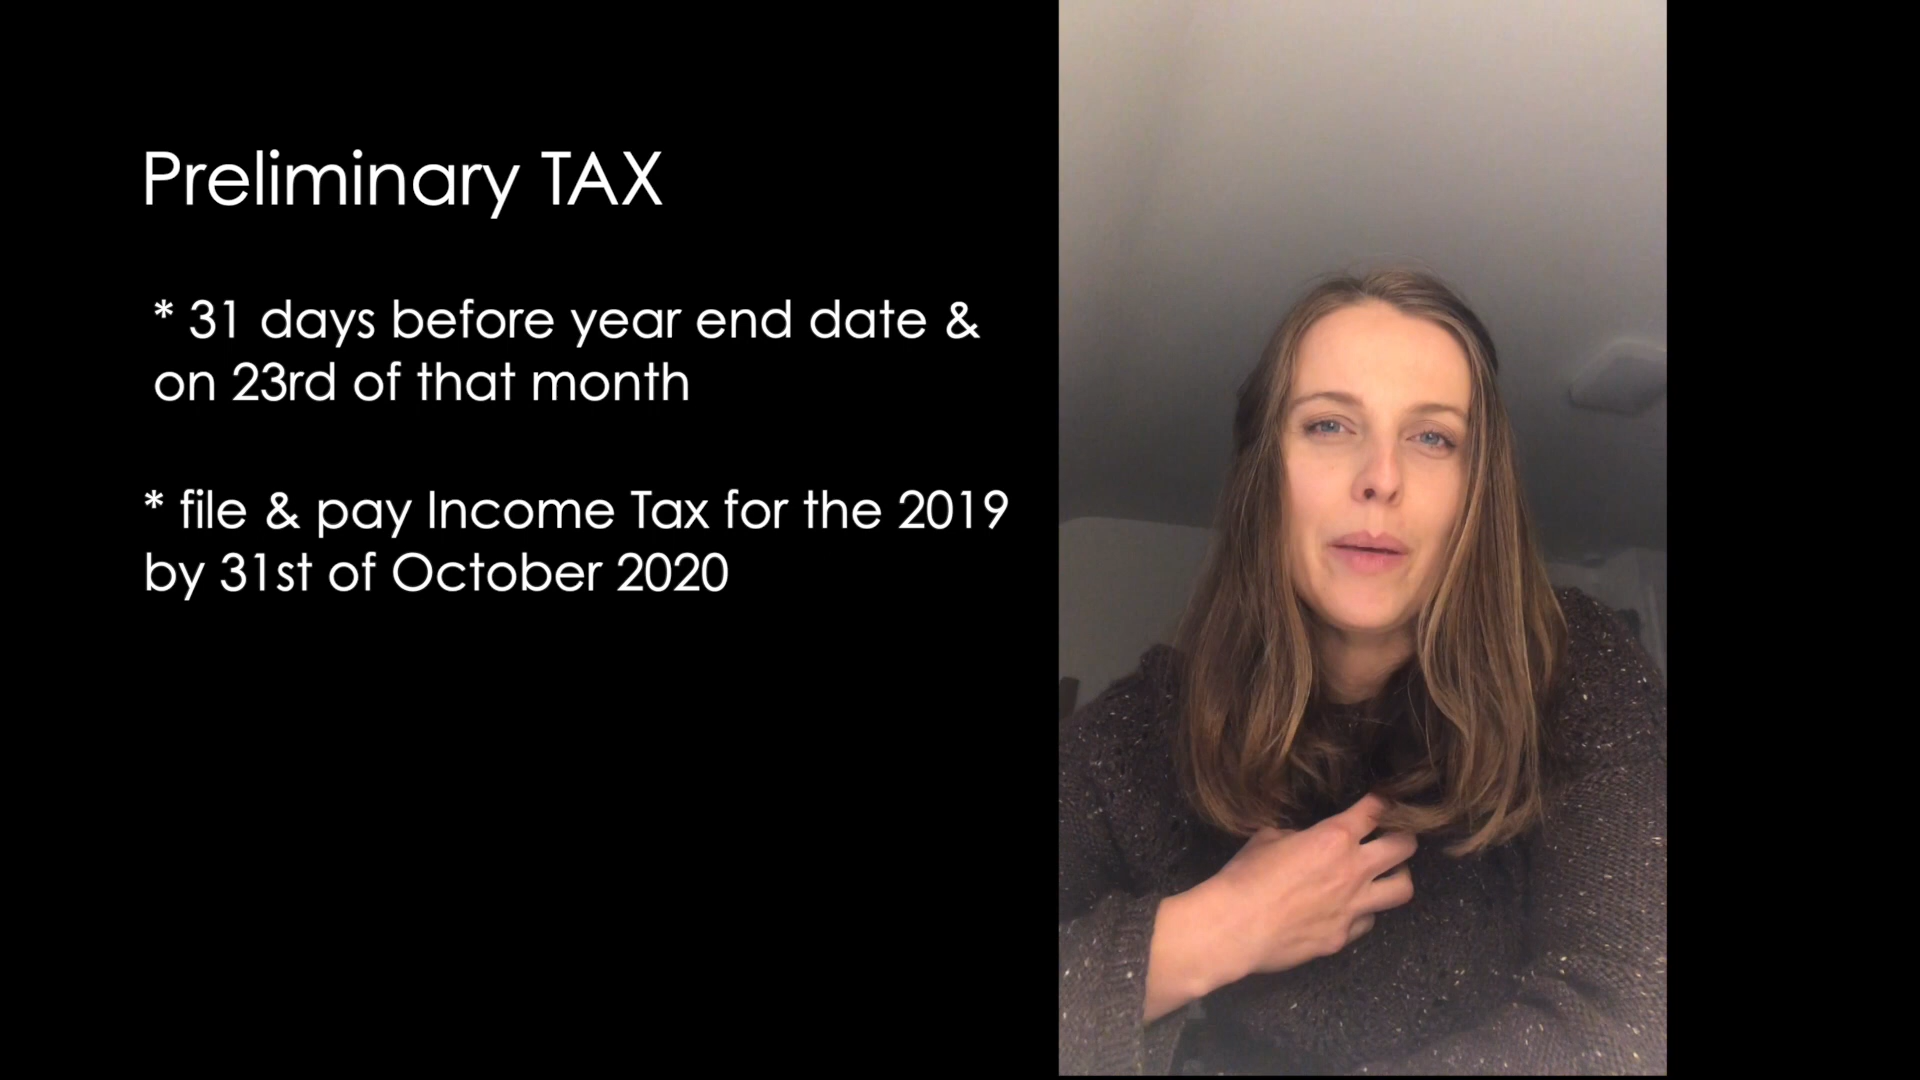 Preliminary TAX
* 31 days before year end date &
on 23rd of that month
* file & pay Income Tax for the 2019
by 31st of October 2020